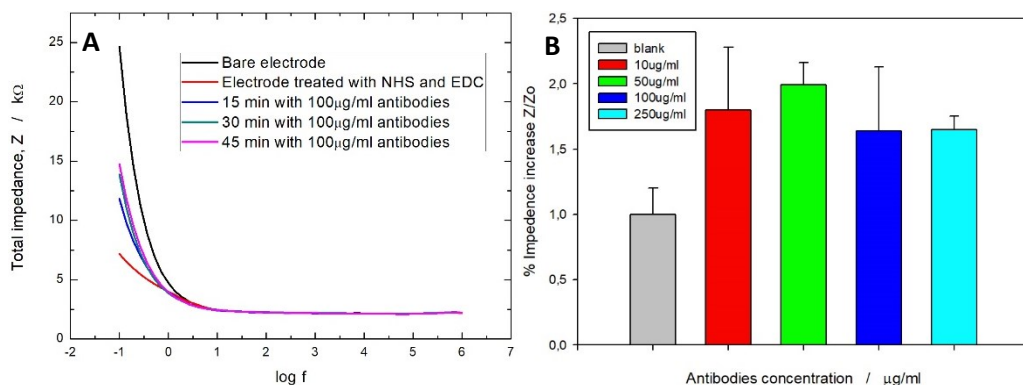 A
Bare electrode
Electrode treated with NHS and EDC
15 min with 100μg/ml antibodies
30 min with 100μg/ml antibodies
45 min with 100μg/ml antibodies
Total impedance, Z / kΩ
25
20
15
10
5
0
-2 -1 0 1 2 3 4 5 6 7
log f
B
blank
10ug/ml
50ug/ml
100ug/ml
250ug/ml
% Impedence increase Z/Zo
2,5
2,0
1,5
1,0
0,5
0,0
Antibodies concentration / μg/ml